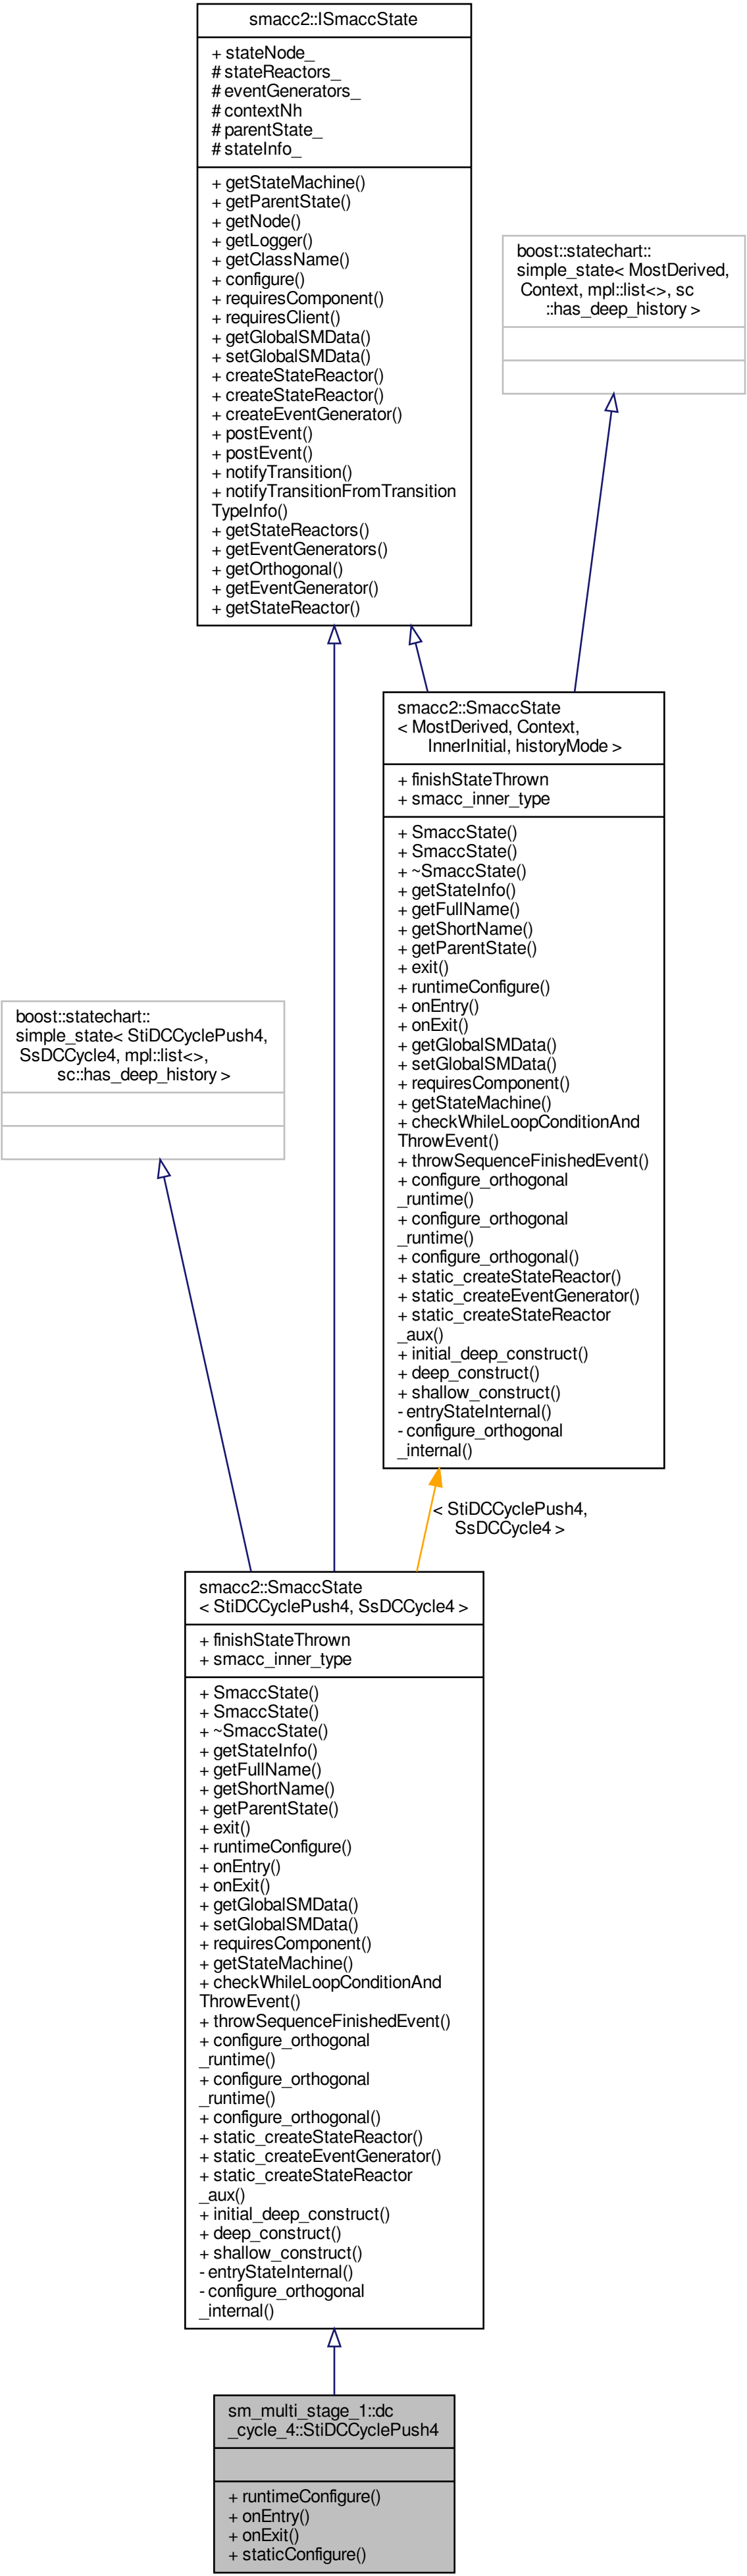 smacc2::ISmaccState
+ stateNode_
# stateReactors_
# eventGenerators_
# contextNh
# parentState_
# stateInfo_
+ getStateMachine()
+ getParentState()
+ getNode()
+ getLogger()
+ getClassName()
+ configure()
+ requiresComponent()
+ requiresClient()
+ getGlobalSMData()
+ setGlobalSMData()
+ createStateReactor()
+ createStateReactor()
+ createEventGenerator()
+ postEvent()
+ postEvent()
+ notifyTransition()
+ notifyTransitionFromTransition
TypeInfo()
+ getStateReactors()
+ getEventGenerators()
+ getOrthogonal()
+ getEventGenerator()
+ getStateReactor()
boost::statechart::
simple_state< MostDerived,
Context, mpl::list<>, sc
::has_deep_history >
smacc2::SmaccState
< MostDerived, Context,
InnerInitial, historyMode >
+ finishStateThrown
+ smacc_inner_type
+ SmaccState()
+ SmaccState()
+ ~SmaccState()
+ getStateInfo()
+ getFullName()
+ getShortName()
+ getParentState()
+ exit()
+ runtimeConfigure()
+ onEntry()
+ onExit()
+ getGlobalSMData()
+ setGlobalSMData()
+ requiresComponent()
+ getStateMachine()
+ checkWhileLoopConditionAnd
ThrowEvent()
+ throwSequenceFinishedEvent()
+ configure_orthogonal
_runtime()
+ configure_orthogonal
_runtime()
+ configure_orthogonal()
+ static_createStateReactor()
+ static_createEventGenerator()
+ static_createStateReactor
_aux()
+ initial_deep_construct()
+ deep_construct()
+ shallow_construct()
- entryStateInternal()
- configure_orthogonal
_internal()
boost::statechart::
simple_state< StiDCCyclePush4,
SsDCCycle4, mpl::list<>,
sc::has_deep_history >
< StiDCCyclePush4,
SsDCCycle4 >
smacc2::SmaccState
< StiDCCyclePush4, SsDCCycle4 >
+ finishStateThrown
+ smacc_inner_type
+ SmaccState()
+ SmaccState()
+ ~SmaccState()
+ getStateInfo()
+ getFullName()
+ getShortName()
+ getParentState()
+ exit()
+ runtimeConfigure()
+ onEntry()
+ onExit()
+ getGlobalSMData()
+ setGlobalSMData()
+ requiresComponent()
+ getStateMachine()
+ checkWhileLoopConditionAnd
ThrowEvent()
+ throwSequenceFinishedEvent()
+ configure_orthogonal
_runtime()
+ configure_orthogonal
_runtime()
+ configure_orthogonal()
+ static_createStateReactor()
+ static_createEventGenerator()
+ static_createStateReactor
_aux()
+ initial_deep_construct()
+ deep_construct()
+ shallow_construct()
- entryStateInternal()
- configure_orthogonal
_internal()
sm_multi_stage_1::dc
_cycle_4::StiDCCyclePush4
+ runtimeConfigure()
+ onEntry()
+ onExit()
+ staticConfigure()